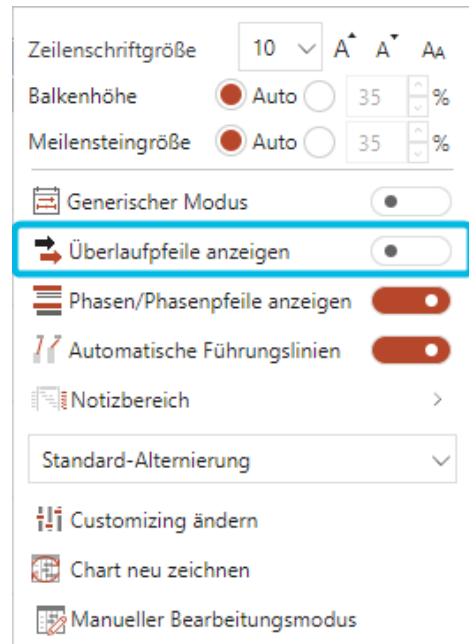 Zeilenschriftgröße 10 A A AA
Balkenhöhe Auto 35 %
Meilensteingröße Auto 35 %
Generischer Modus
Überlaufpfeile anzeigen
Phasen/Phasenpfeile anzeigen
Automatische Führungslinien
Notizbereich
Standard-Alternierung
Customizing ändern
Chart neu zeichnen
Manueller Bearbeitungsmodus